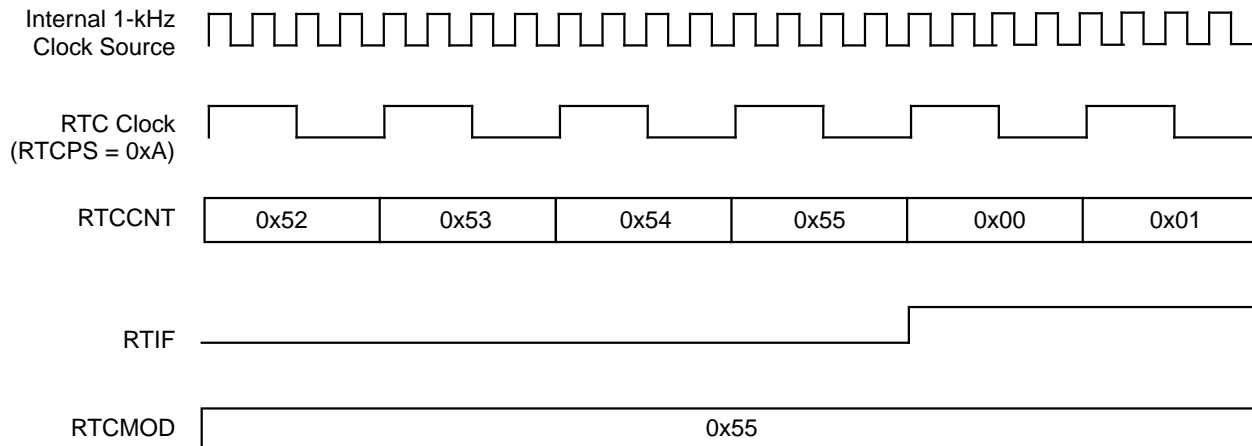 Internal 1-kHz
Clock Source
RTC Clock
(RTCPS = 0xA)
RTCCNT
0x52 0x53 0x54 0x55 0x00 0x01
RTIF
RTCMOD
0x55